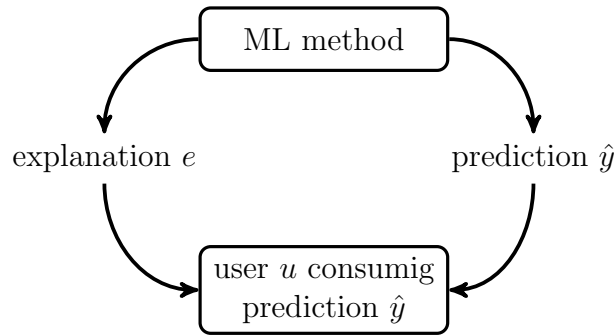 ML method
explanation e
prediction ŷ
user u consumig
prediction ŷ